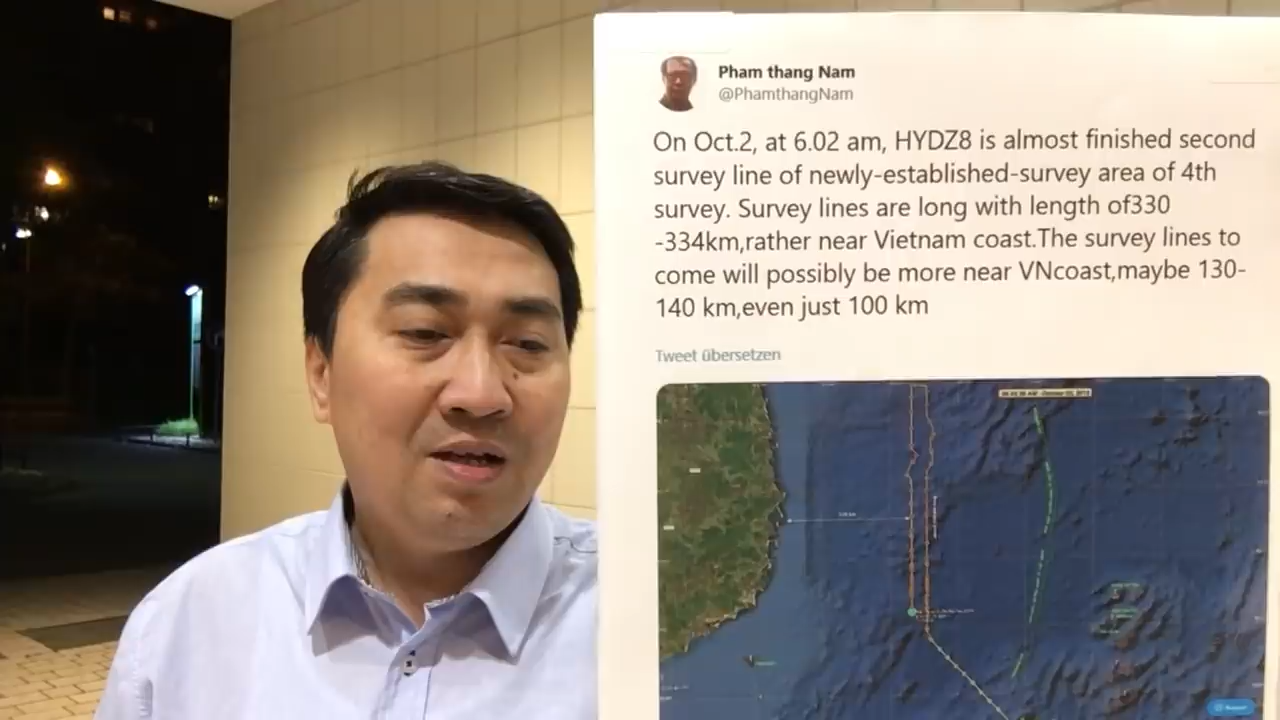 Pham thang Nam
@PhamthangNam
On Oct.2, at 6.02 am, HYDZ8 is almost finished second
survey line of newly-established-survey area of 4th
survey. Survey lines are long with length of330
-334km,rather near Vietnam coast.The survey lines to
come will possibly be more near VNcoast,maybe 130-
140 km,even just 100 km
Tweet übersetzen